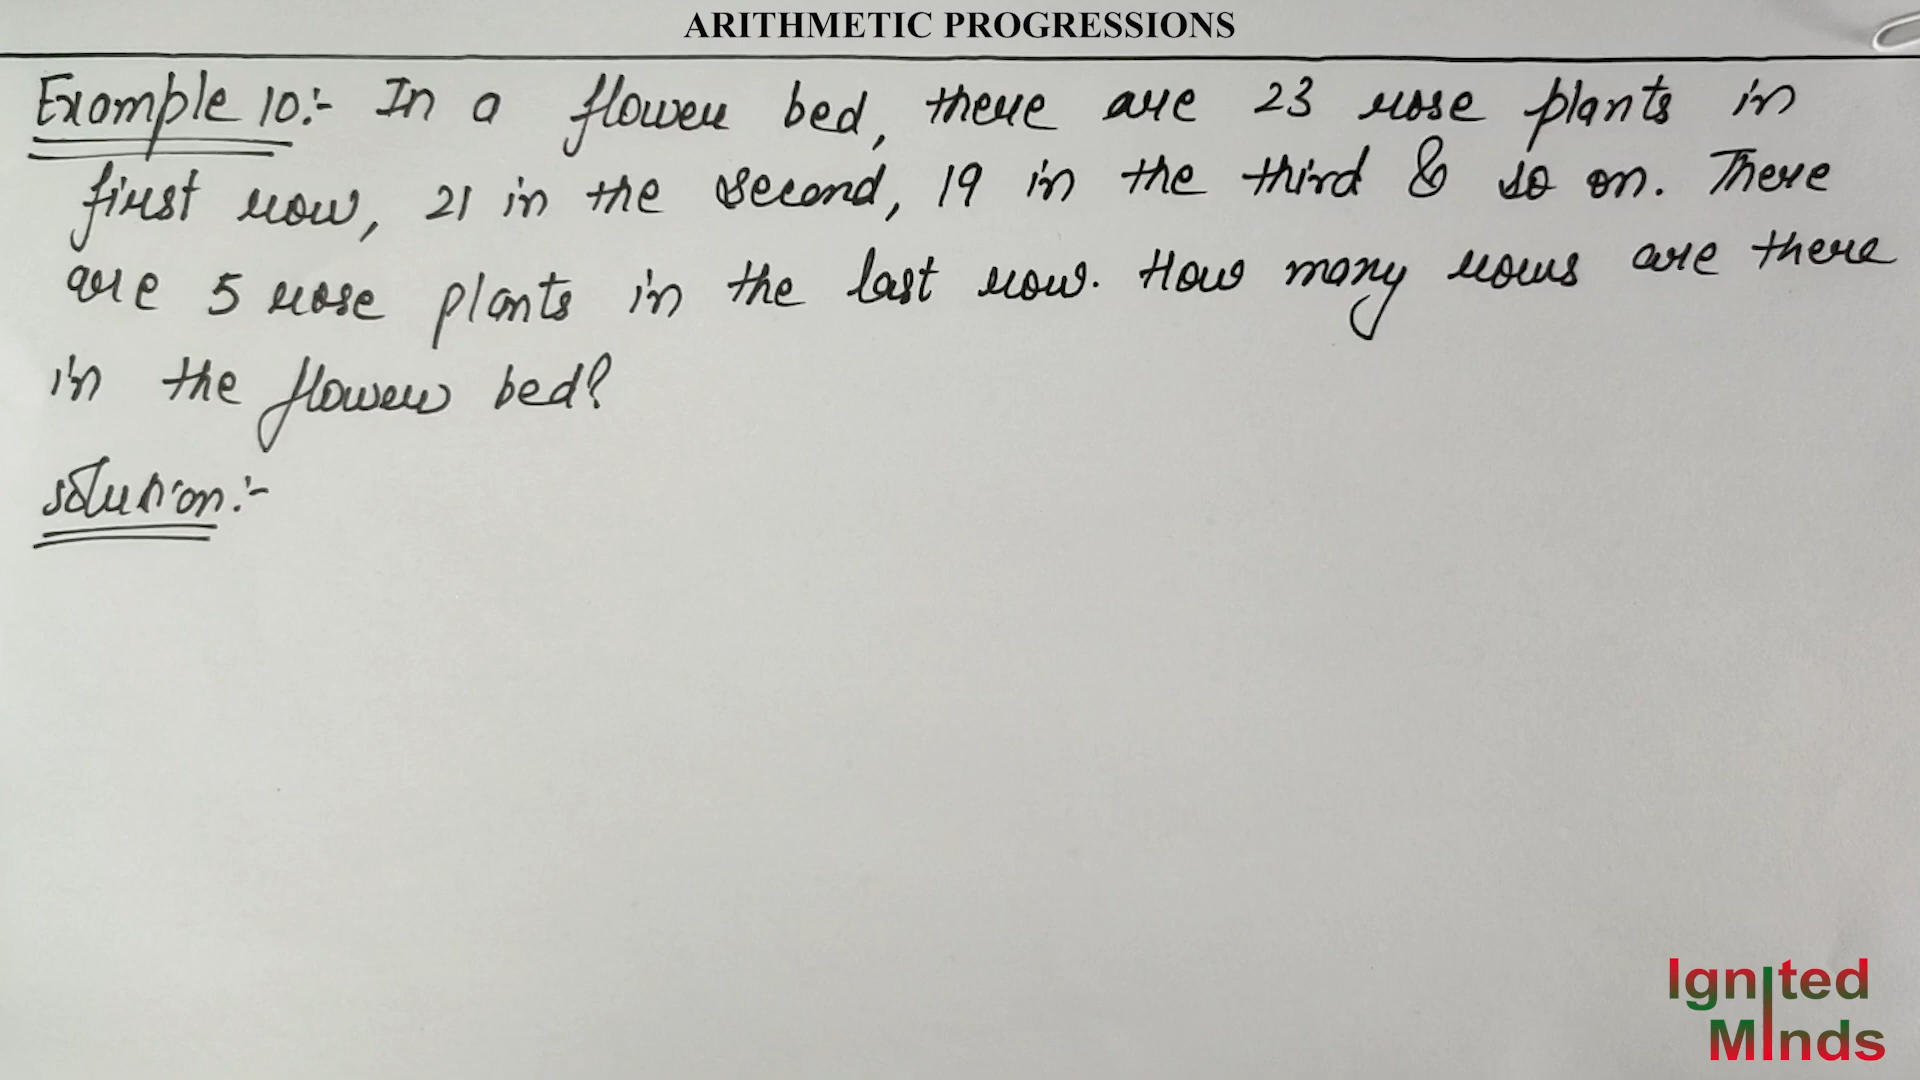 ARITHMETIC PROGRESSIONS
Example 10:- In a flower bed, there are 23 rose plants in
first row, 21 in the second, 19 in the third & so on. There
are 5 rose plants in the last row. How many rows are there
in the flower bed?
Solution:-
Ignited
Minds